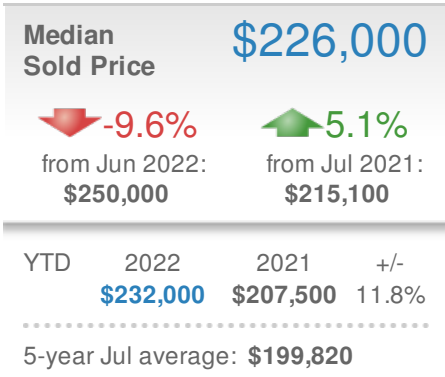 Median $226,000
Sold Price
-9.6% 5.1%
from Jun 2022: from Jul 2021:
$250,000 $215,100
YTD 2022 2021 +/-
$232,000 $207,500 11.8%
5-year Jul average: $199,820